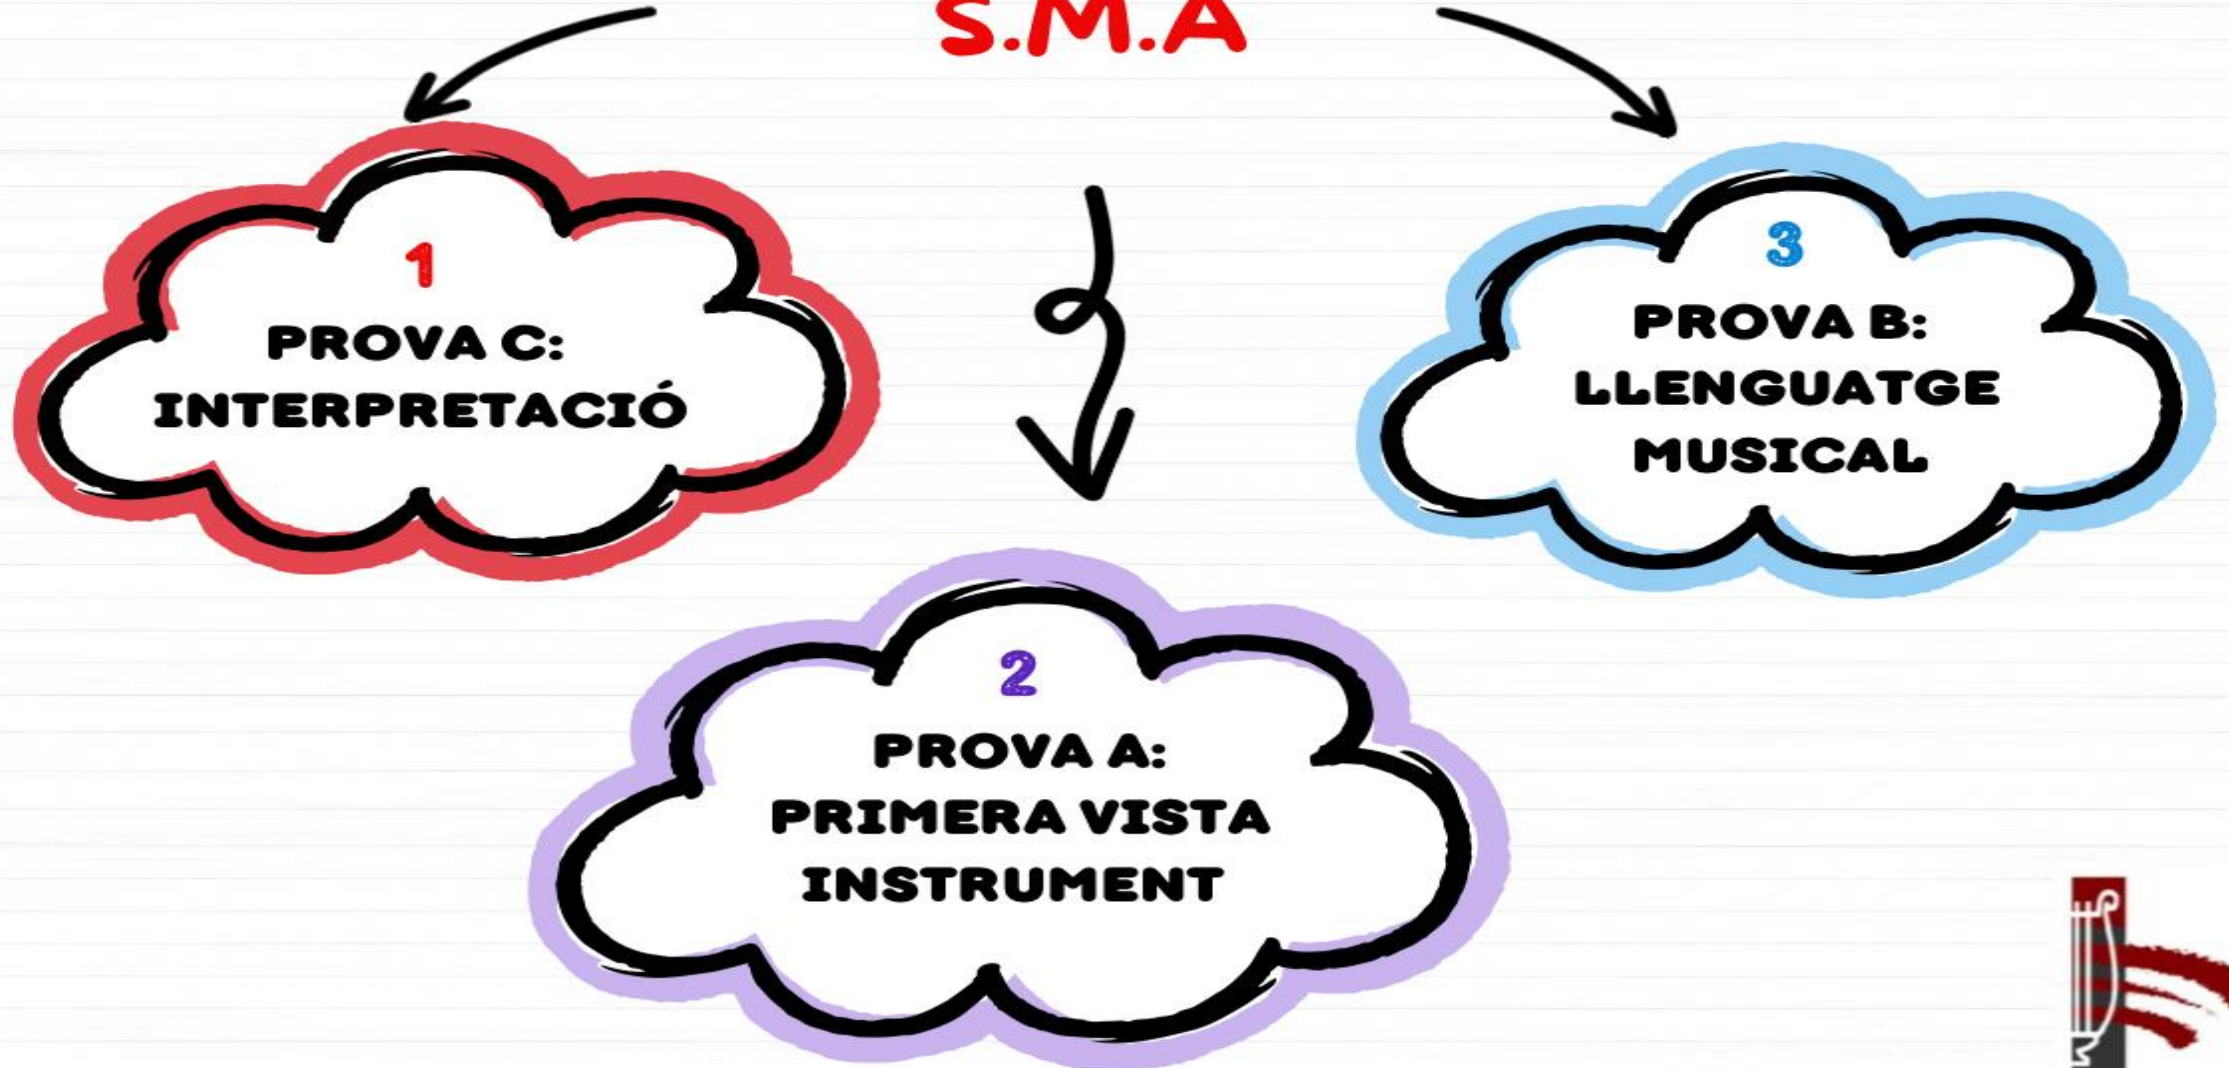 S.M.A
1
PROVA C:
INTERPRETACIÓ
2
PROVA A:
PRIMERA VISTA
INSTRUMENT
3
PROVA B:
LLENGUATGE
MUSICAL